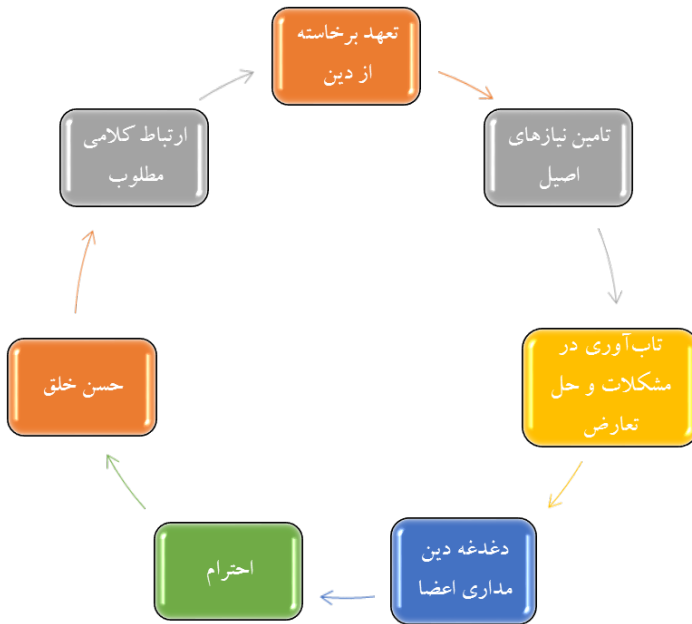 تعهد برخاسته
از دین
تامین نیازهای
اصیل
تاب‌آوری در
مشکلات و حل
تعارض
دغدغه دین
مداری اعضا
احترام
حسن خلق
ارتباط کلامی
مطلوب